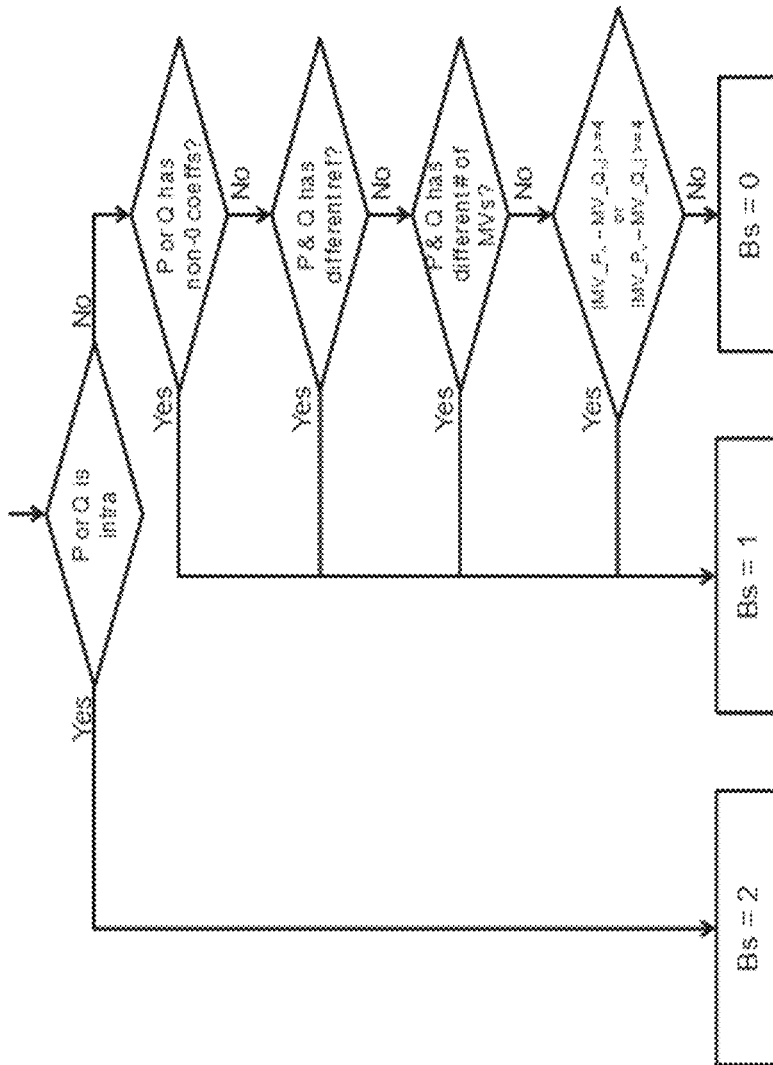 P or Q is
intra
Yes
No
P or Q has
non-0 coeffs?
Yes
No
P & Q has
different ref?
Yes
No
P & Q has
different # of
MVs?
Yes
No
or
Yes
No
Bs = 2
Bs = 1
Bs = 0